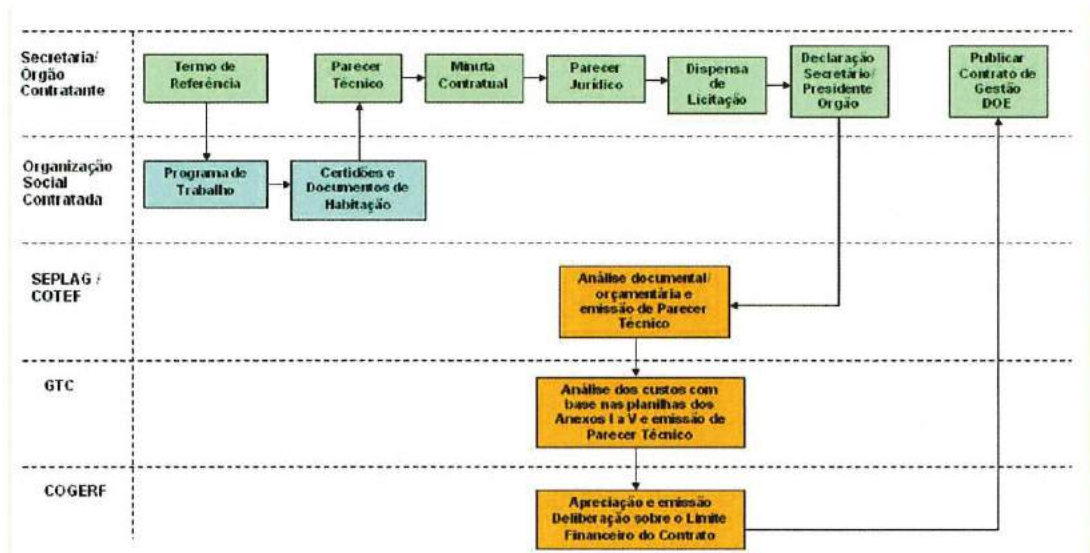 Secretaria/
Órgão
Contratante
Termo de
Referência
Parecer
Técnico
Minuta
Contratual
Parecer
Jurídico
Dispensa
de
Licitação
Declaração
Secretário/
Presidente
Orgão
Publicar
Contrato de
Gestão
DOE
Organização
Social
Contratada
Programa de
Trabalho
Certidões e
Documentos de
Habitação
SEPLAG /
COTEF
Análise documental/
orçamentária e
emissão de Parecer
Técnico
GTC
Análise dos custos com
base nas planilhas dos
Anexos I a V e emissão de
Parecer Técnico
COGERF
Apreciação e emissão
Deliberação sobre o Limite
Financeiro do Contrato